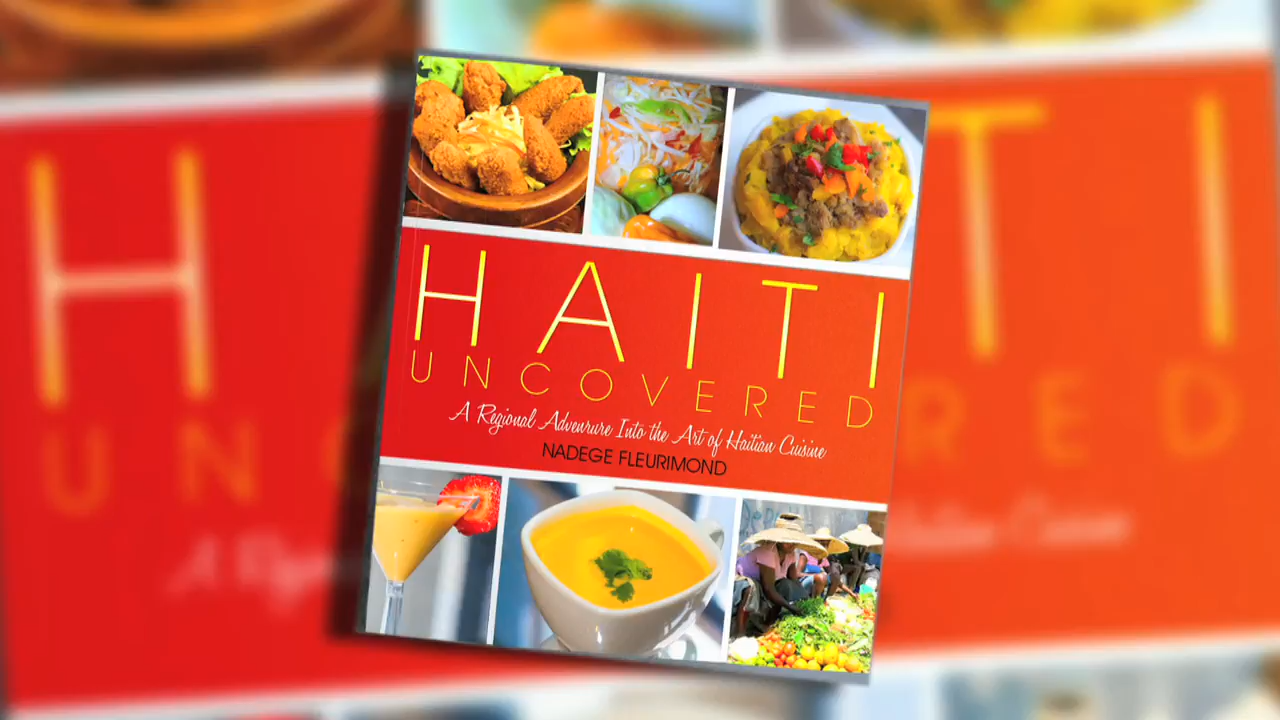 HAITI
UNCOVERED
A Regional Advenrure Into the Art of Haitian Cuisine
NADEGE FLEURIMOND